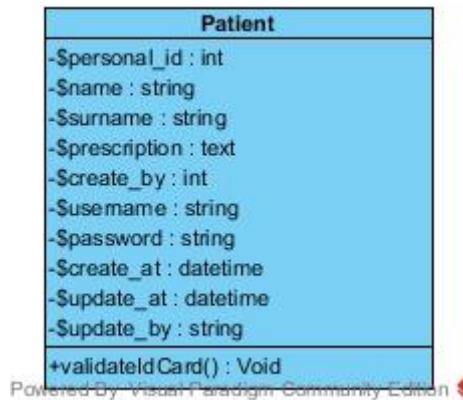 Patient
-$personal_id : int
-$name : string
-$surname : string
-$prescription : text
-$create_by : int
-$username : string
-$password : string
-$create_at : datetime
-$update_at : datetime
-$update_by : string
+validateIdCard() : Void
Powered By Visual Paradigm Community Edition